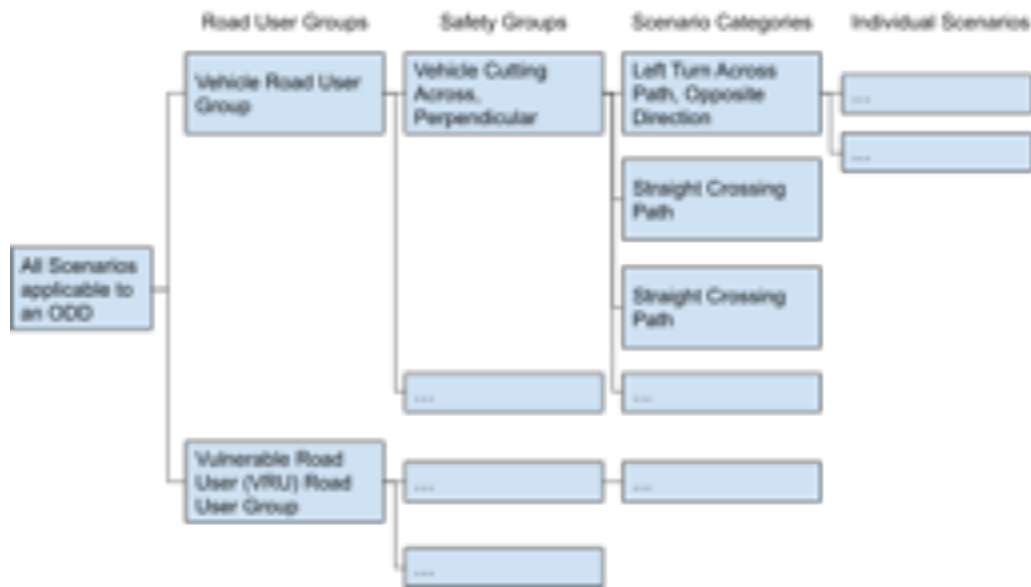 Road User Groups
Safety Groups
Scenario Categories
Individual Scenarios
Vehicle Road User
Group
Vehicle Cutting
Across,
Perpendicular
Left Turn Across
Path, Opposite
Direction
...
...
Straight Crossing
Path
All Scenarios
applicable to
an ODD
Straight Crossing
Path
...
...
Vulnerable Road
User (VRU) Road
User Group
...
...
...